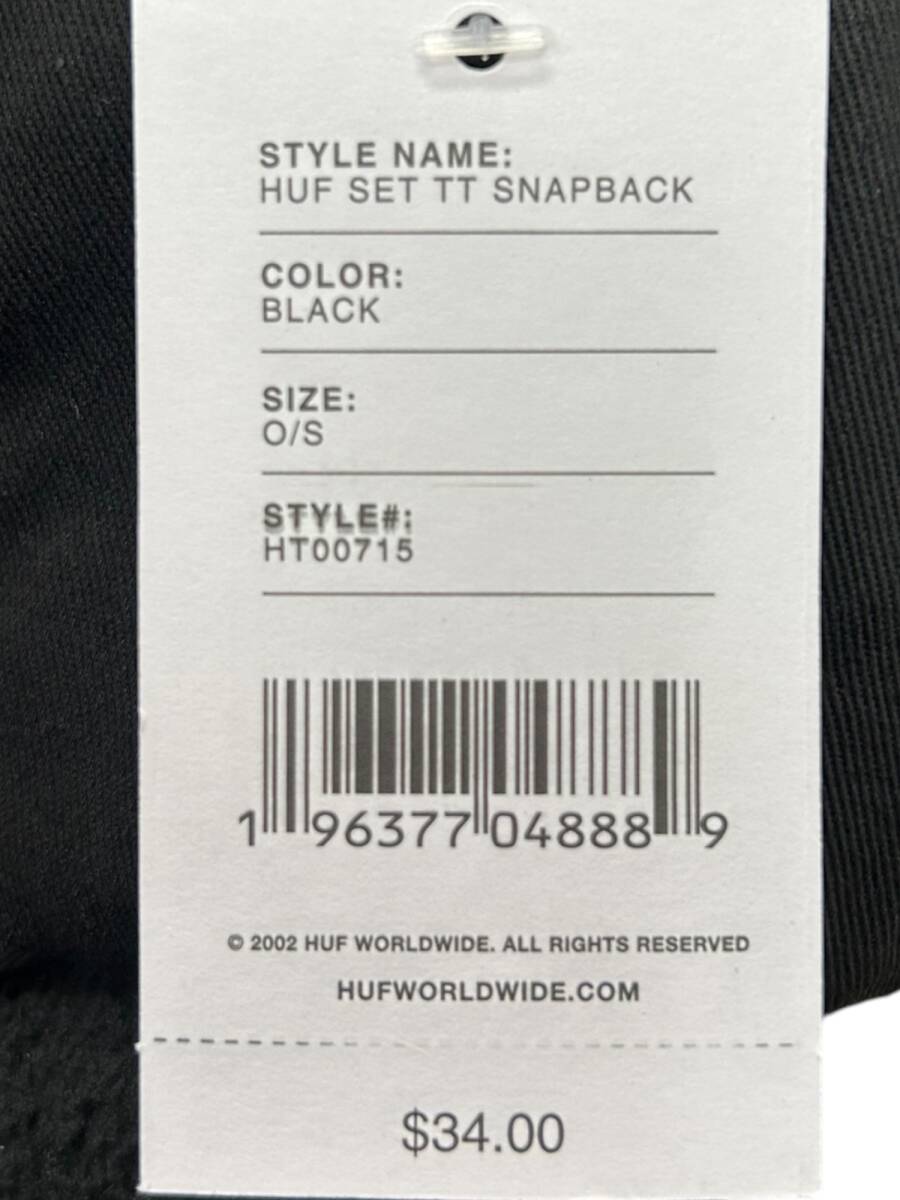 STYLE NAME:
HUF SET TT SNAPBACK
COLOR:
BLACK
SIZE:
O/S
STYLE#:
HT00715
1 96377 04888 9
© 2002 HUF WORLDWIDE. ALL RIGHTS RESERVED
HUFWORLDWIDE.COM
$34.00